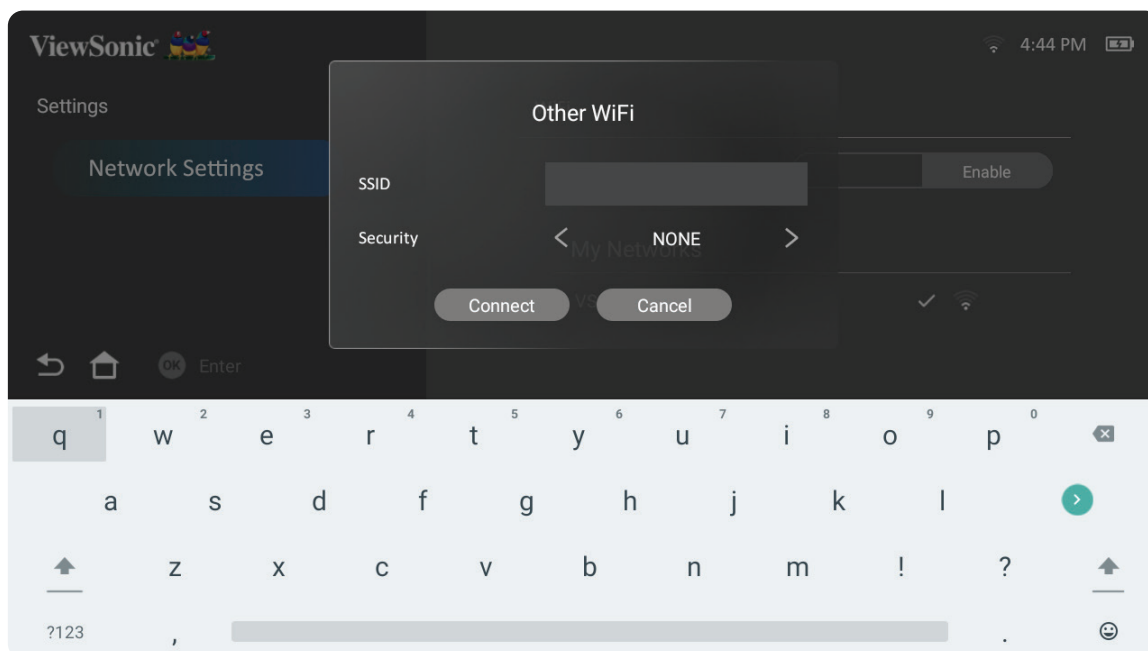 ViewSonic
4:44 PM
Settings
Network Settings
Other WiFi
SSID
Security
NONE
Connect
Cancel
Enable
My Networks
VS
OK Enter
1 2 3 4 5 6 7 8 9 0
q w e r t y u i o p
a s d f g h j k l
z x c v b n m ! ?
?123 , .